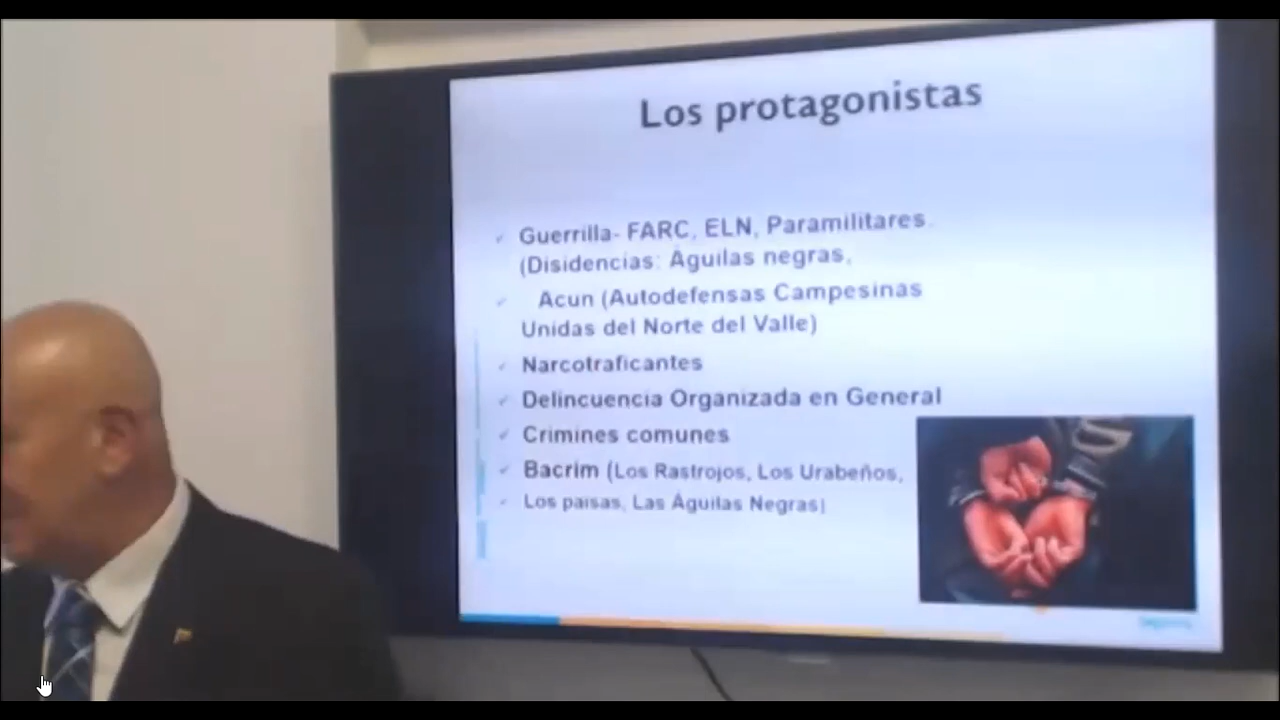 Los protagonistas
Guerrilla- FARC, ELN, Paramilitares.
(Disidencias: Águilas negras,
Acun (Autodefensas Campesinas
Unidas del Norte del Valle)
Narcotraficantes
Delincuencia Organizada en General
Crimines comunes
Bacrim (Los Rastrojos, Los Urabeños,
Los paisas, Las Águilas Negras)